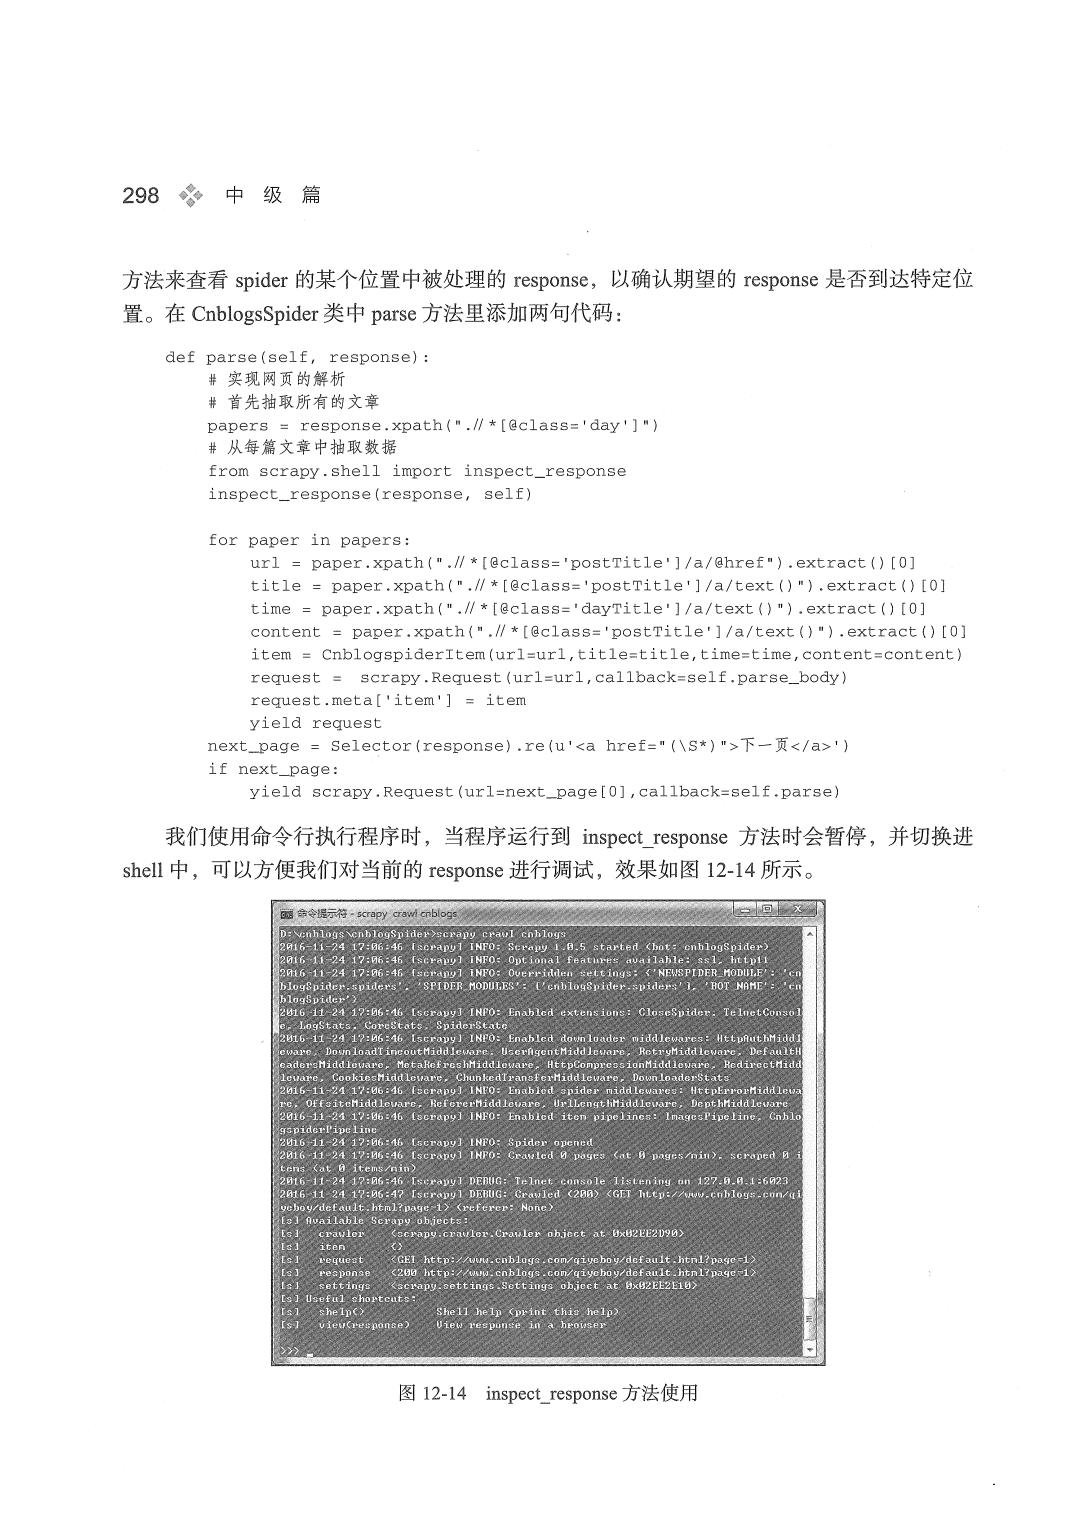 298 中 级 篇
方法来查看 spider 的某个位置中被处理的 response，以确认期望的 response 是否到达特定位
置。在 CnblogsSpider 类中 parse 方法里添加两句代码：
def parse(self, response):
# 实现网页的解析
# 首先抽取所有的文章
papers = response.xpath(".//*[@class='day']")
# 从每篇文章中抽取数据
from scrapy.shell import inspect_response
inspect_response(response, self)
for paper in papers:
url = paper.xpath(".//*[@class='postTitle']/a/@href").extract()[0]
title = paper.xpath(".//*[@class='postTitle']/a/text()").extract()[0]
time = paper.xpath(".//*[@class='dayTitle']/a/text()").extract()[0]
content = paper.xpath(".//*[@class='postTitle']/a/text()").extract()[0]
item = CnblogspiderItem(url=url,title=title,time=time,content=content)
request = scrapy.Request(url=url,callback=self.parse_body)
request.meta['item'] = item
yield request
next_page = Selector(response).re(u'<a href="(\S*)">下一页</a>')
if next_page:
yield scrapy.Request(url=next_page[0],callback=self.parse)
我们使用命令行执行程序时，当程序运行到 inspect_response 方法时会暂停，并切换进
shell 中，可以方便我们对当前的 response 进行调试，效果如图 12-14 所示。
命令提示符 - scrapy crawl cnblogs
D:\cnblogs\cnblogSpider>scrapy crawl cnblogs
2016-11-24 17:06:46 [scrapy] INFO: Scrapy 1.0.5 started (bot: cnblogSpider)
2016-11-24 17:06:46 [scrapy] INFO: Optional features available: ssl, http11
2016-11-24 17:06:46 [scrapy] INFO: Overridden settings: {'NEWSPIDER_MODULE': 'cn
blogSpider.spiders', 'SPIDER_MODULES': ['cnblogSpider.spiders'], 'BOT_NAME': 'cn
blogSpider'}
2016-11-24 17:06:46 [scrapy] INFO: Enabled extensions: CloseSpider, TelnetConsol
e, LogStats, CoreStats, SpiderState
2016-11-24 17:06:46 [scrapy] INFO: Enabled downloader middlewares: HttpAuthMiddl
eware, DownloadTimeoutMiddleware, UserAgentMiddleware, RetryMiddleware, DefaultH
eadersMiddleware, MetaRefreshMiddleware, HttpCompressionMiddleware, RedirectMidd
leware, CookiesMiddleware, ChunkedTransferMiddleware, DownloaderStats
2016-11-24 17:06:46 [scrapy] INFO: Enabled spider middlewares: HttpErrorMiddlewa
re, OffsiteMiddleware, RefererMiddleware, UrlLengthMiddleware, DepthMiddleware
2016-11-24 17:06:46 [scrapy] INFO: Enabled item pipelines: ImagesPipeline, Cnblo
gspiderPipeline
2016-11-24 17:06:46 [scrapy] INFO: Spider opened
2016-11-24 17:06:46 [scrapy] INFO: Crawled 0 pages (at 0 pages/min), scraped 0 i
tems (at 0 items/min)
2016-11-24 17:06:46 [scrapy] DEBUG: Telnet console listening on 127.0.0.1:6023
2016-11-24 17:06:47 [scrapy] DEBUG: Crawled (200) <GET http://www.cnblogs.com/qi
yeboy/default.html?page=1> (referer: None)
[s] Available Scrapy objects:
[s] crawler <scrapy.crawler.Crawler object at 0x02EE2D90>
[s] item {}
[s] request <GET http://www.cnblogs.com/qiyeboy/default.html?page=1>
[s] response <200 http://www.cnblogs.com/qiyeboy/default.html?page=1>
[s] settings <scrapy.settings.Settings object at 0x02EE2E10>
[s] Useful shortcuts:
[s] shelp() Shell help (print this help)
[s] view(response) View response in a browser
>>> _
图 12-14 inspect_response 方法使用